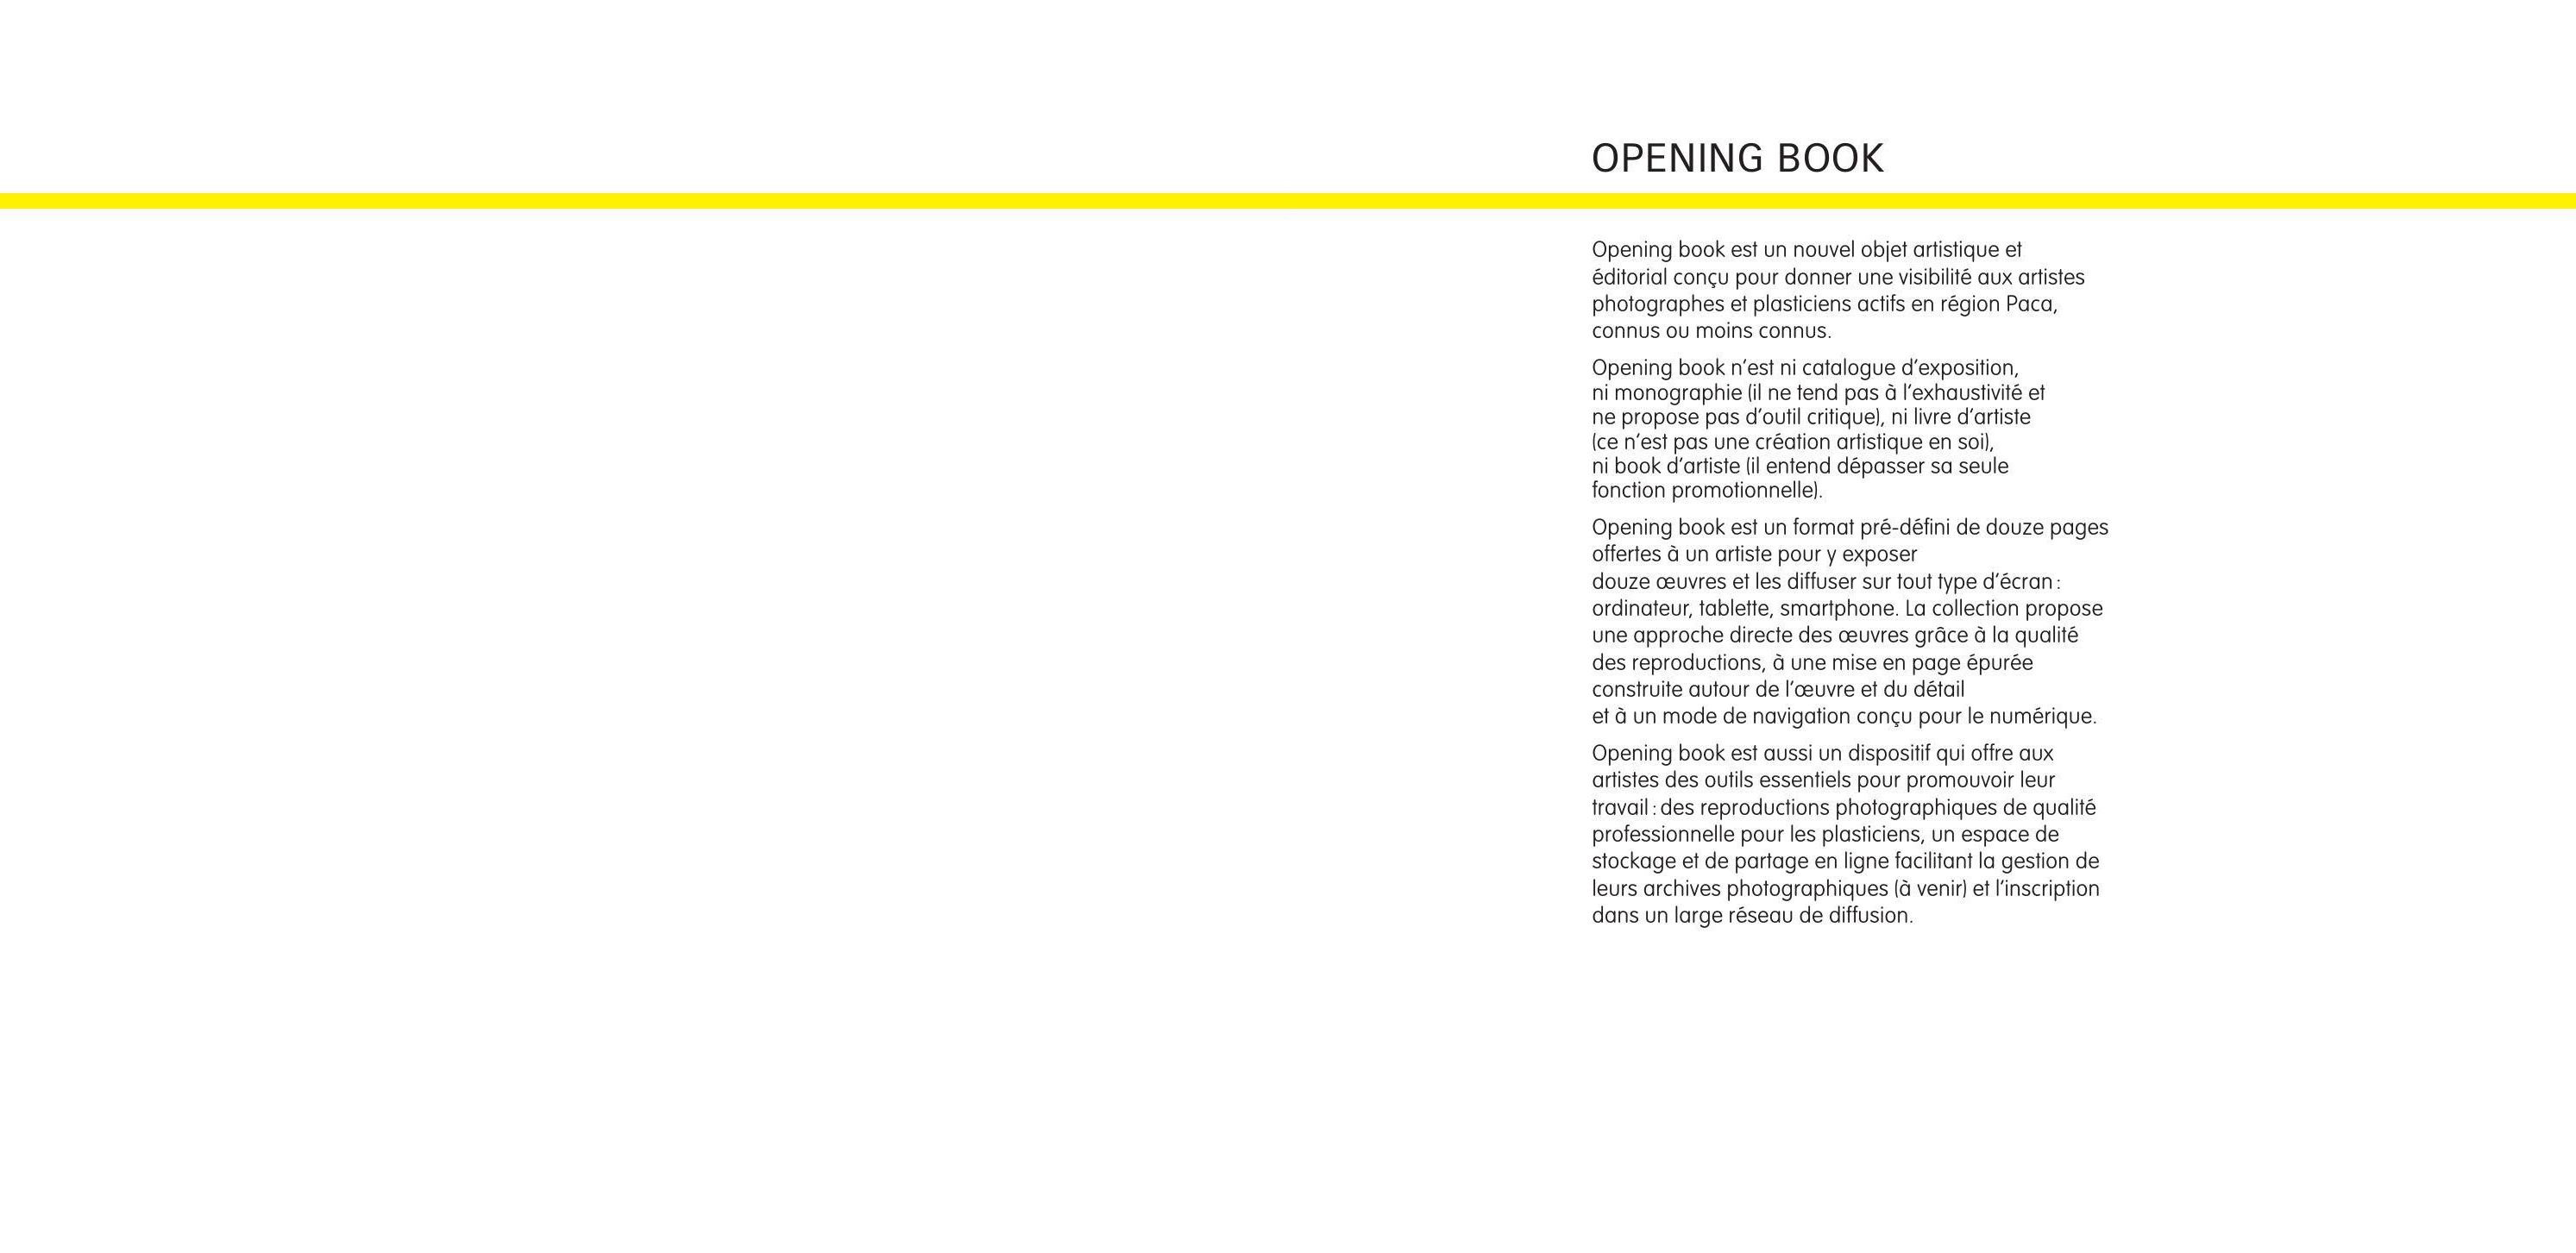 OPENING BOOK
Opening book est un nouvel objet artistique et
éditorial conçu pour donner une visibilité aux artistes
photographes et plasticiens actifs en région Paca,
connus ou moins connus.
Opening book n’est ni catalogue d’exposition,
ni monographie (il ne tend pas à l’exhaustivité et
ne propose pas d’outil critique), ni livre d’artiste
(ce n’est pas une création artistique en soi),
ni book d’artiste (il entend dépasser sa seule
fonction promotionnelle).
Opening book est un format pré-défini de douze pages
offertes à un artiste pour y exposer
douze œuvres et les diffuser sur tout type d’écran :
ordinateur, tablette, smartphone. La collection propose
une approche directe des œuvres grâce à la qualité
des reproductions, à une mise en page épurée
construite autour de l’œuvre et du détail
et à un mode de navigation conçu pour le numérique.
Opening book est aussi un dispositif qui offre aux
artistes des outils essentiels pour promouvoir leur
travail : des reproductions photographiques de qualité
professionnelle pour les plasticiens, un espace de
stockage et de partage en ligne facilitant la gestion de
leurs archives photographiques (à venir) et l’inscription
dans un large réseau de diffusion.